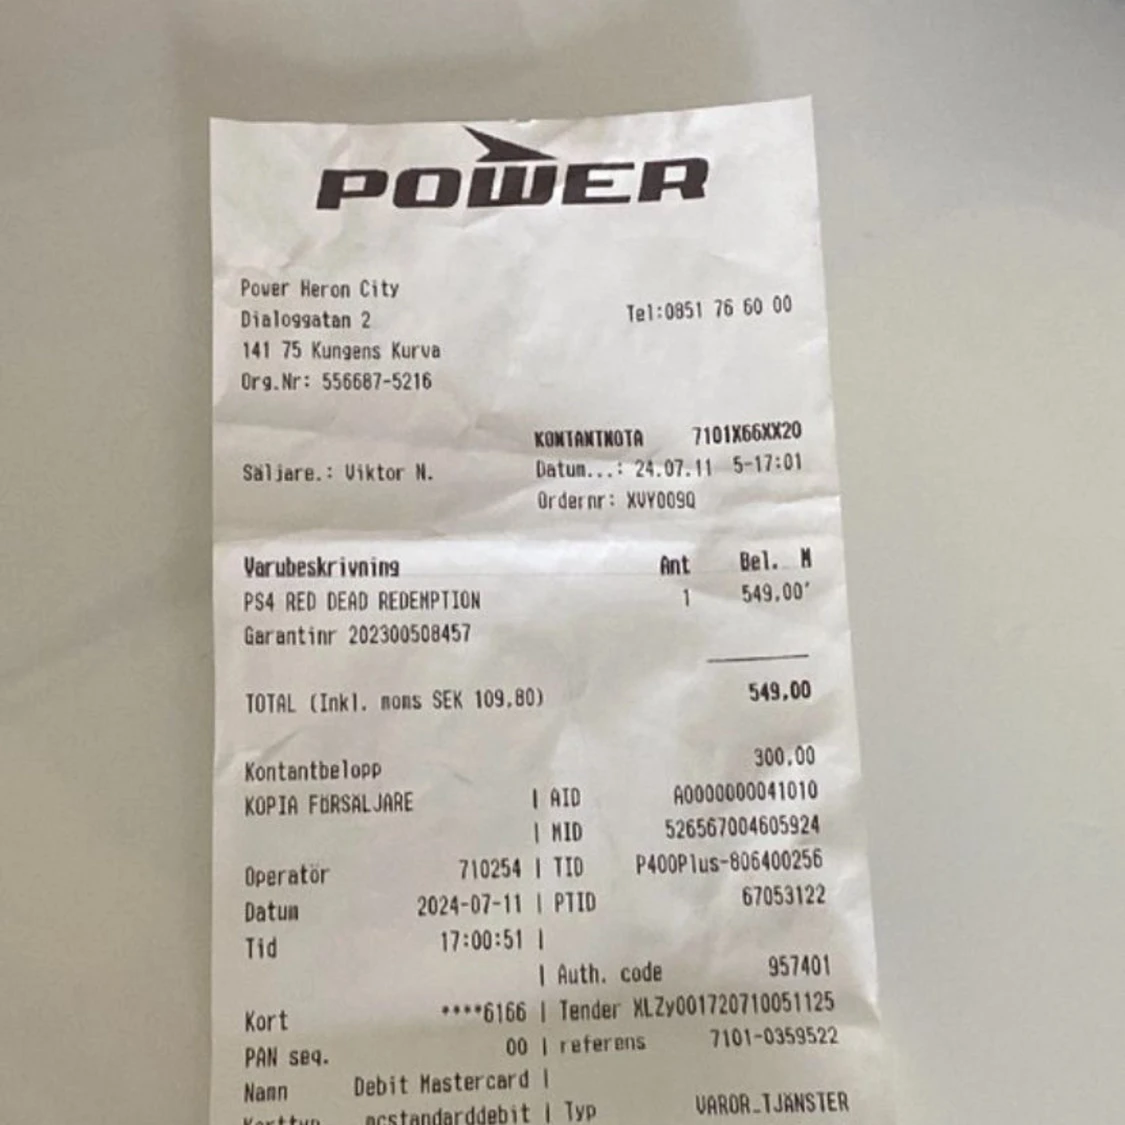 POWER
Power Heron City
Dialoggatan 2
Tel:0851 76 60 00
141 75 Kungens Kurva
Org.Nr: 556687-5216
KONTANTNOTA 7101X66XX20
Säljare.: Viktor N. Datum...: 24.07.11 5-17:01
Ordernr: XVY009Q
Varubeskrivning Ant Bel. M
PS4 RED DEAD REDEMPTION 1 549.00'
Garantinr 202300508457
TOTAL (Inkl. moms SEK 109.80) 549.00
Kontantbelopp 300.00
KOPIA FÖRSÄLJARE | AID A0000000041010
| MID 526567004605924
Operatör 710254 | TID P400Plus-806400256
Datum 2024-07-11 | PTID 67053122
Tid 17:00:51 |
| Auth. code 957401
Kort ****6166 | Tender XLZy001720710051125
PAN seq. 00 | referens 7101-0359522
Namn Debit Mastercard |
Korttyp mcstandarddebit | Typ VAROR_TJÄNSTER